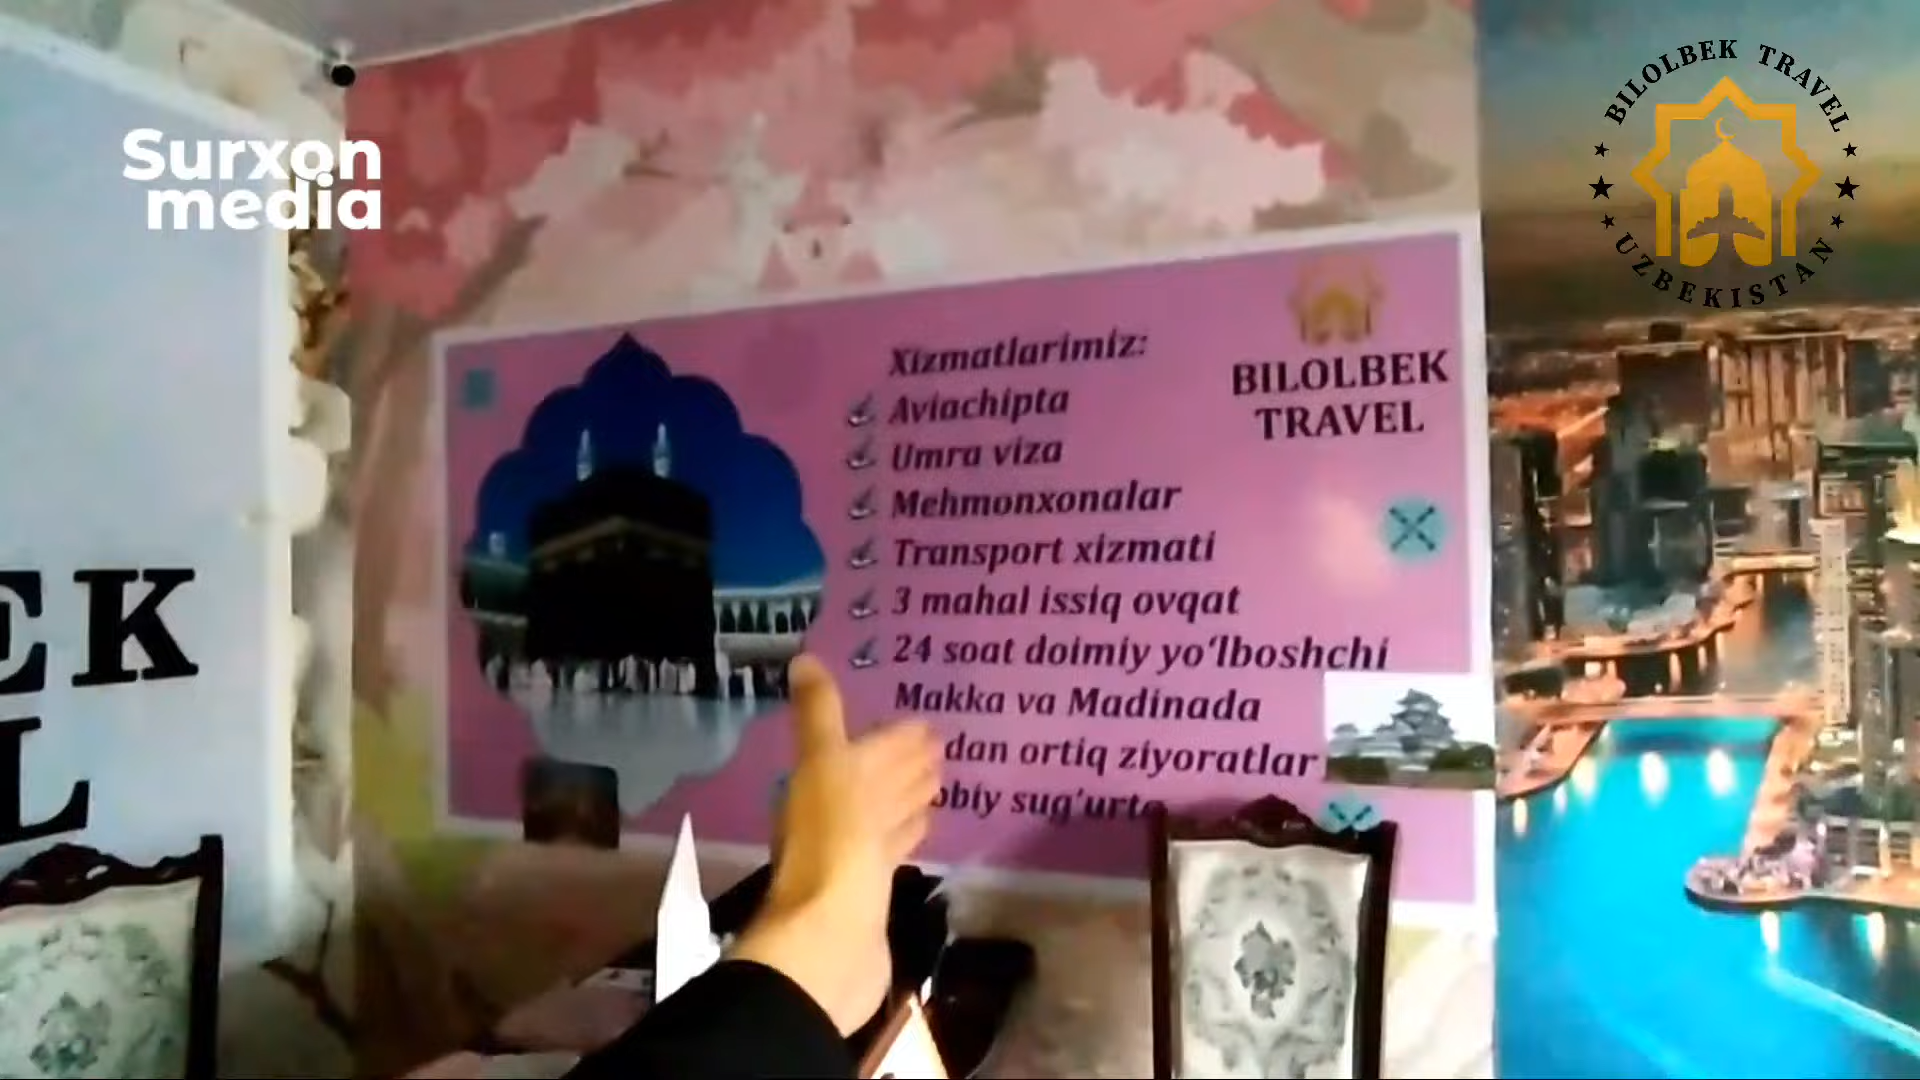 Surxon
media
BILOLBEK TRAVEL
UZBEKISTAN
BILOLBEK
TRAVEL
Xizmatlarimiz:
Aviachipta
Umra viza
Mehmonxonalar
Transport xizmati
3 mahal issiq ovqat
24 soat doimiy yo‘lboshchi
Makka va Madinada
dan ortiq ziyoratlar
EK
L